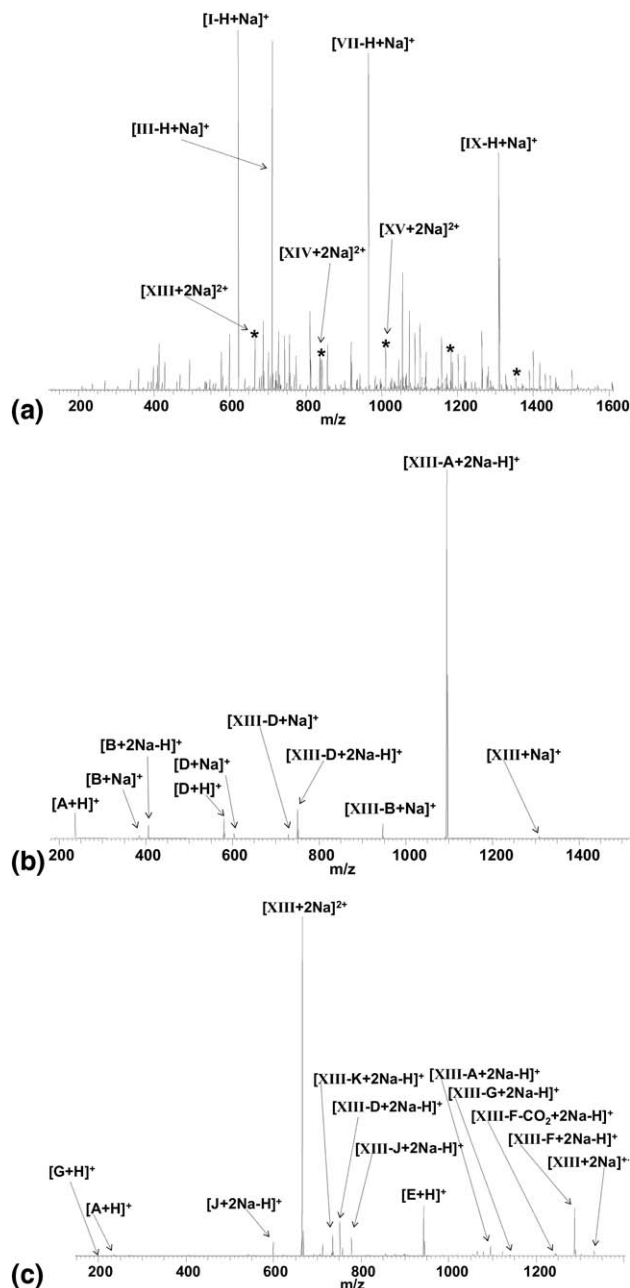 [I-H+Na]⁺
[VII-H+Na]⁺
[III-H+Na]⁺
[IX-H+Na]⁺
[XV+2Na]²⁺
[XIV+2Na]²⁺
[XIII+2Na]²⁺
* * * * *
200 400 600 800 1000 1200 1400 1600
m/z
(a)
[XIII-A+2Na-H]⁺
[XIII-D+Na]⁺
[B+2Na-H]⁺
[D+Na]⁺
[XIII-D+2Na-H]⁺
[XIII+Na]⁺
[B+Na]⁺
[D+H]⁺
[A+H]⁺
[XIII-B+Na]⁺
200 400 600 800 1000 1200 1400
m/z
(b)
[XIII+2Na]²⁺
[XIII-K+2Na-H]⁺
[XIII-A+2Na-H]⁺
[XIII-G+2Na-H]⁺
[XIII-D+2Na-H]⁺
[XIII-F-CO₂+2Na-H]⁺
[XIII-J+2Na-H]⁺
[XIII-F+2Na-H]⁺
[XIII+2Na]⁺·
[G+H]⁺
[A+H]⁺
[J+2Na-H]⁺
[E+H]⁺
200 400 600 800 1000 1200
m/z
(c)